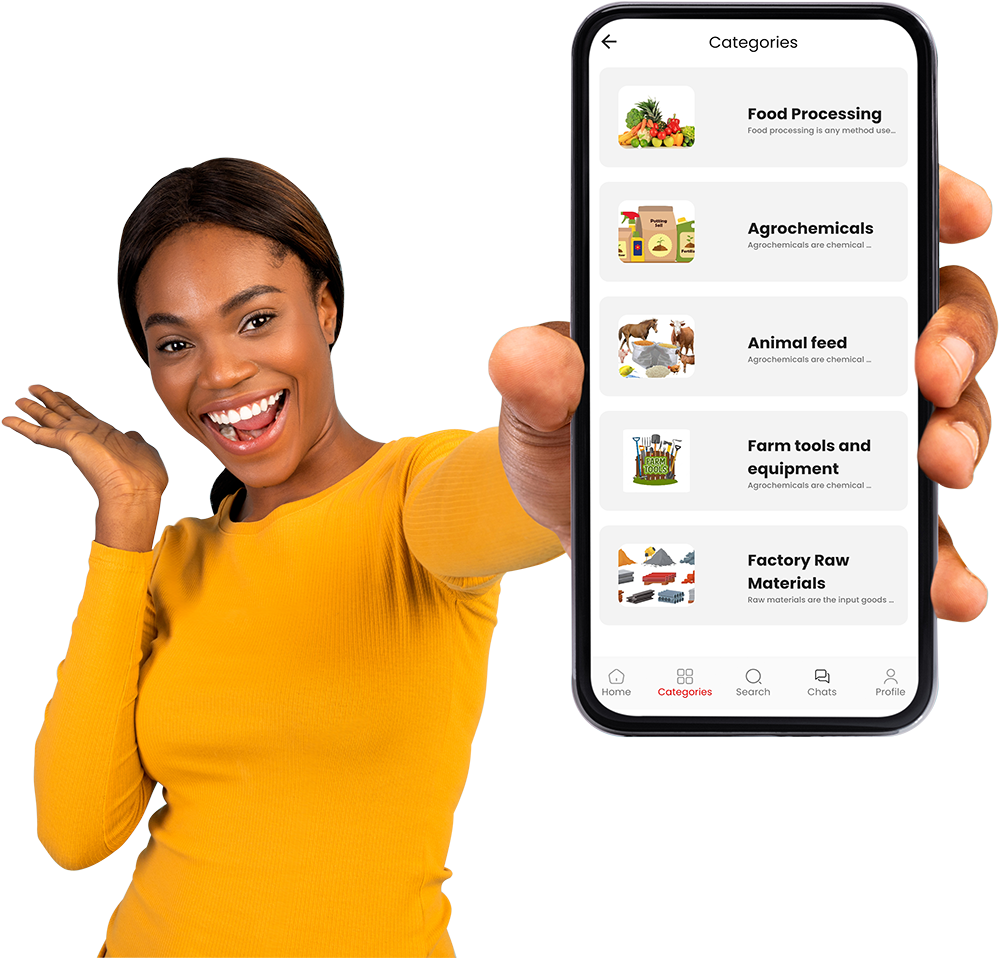 Categories
Food Processing
Food processing is any method use...
Agrochemicals
Agrochemicals are chemical ...
Potting
Soil
Animal feed
Agrochemicals are chemical ...
Farm tools and
equipment
Agrochemicals are chemical ...
FARM
TOOLS
Factory Raw
Materials
Raw materials are the input goods ...
Home
Categories
Search
Chats
Profile